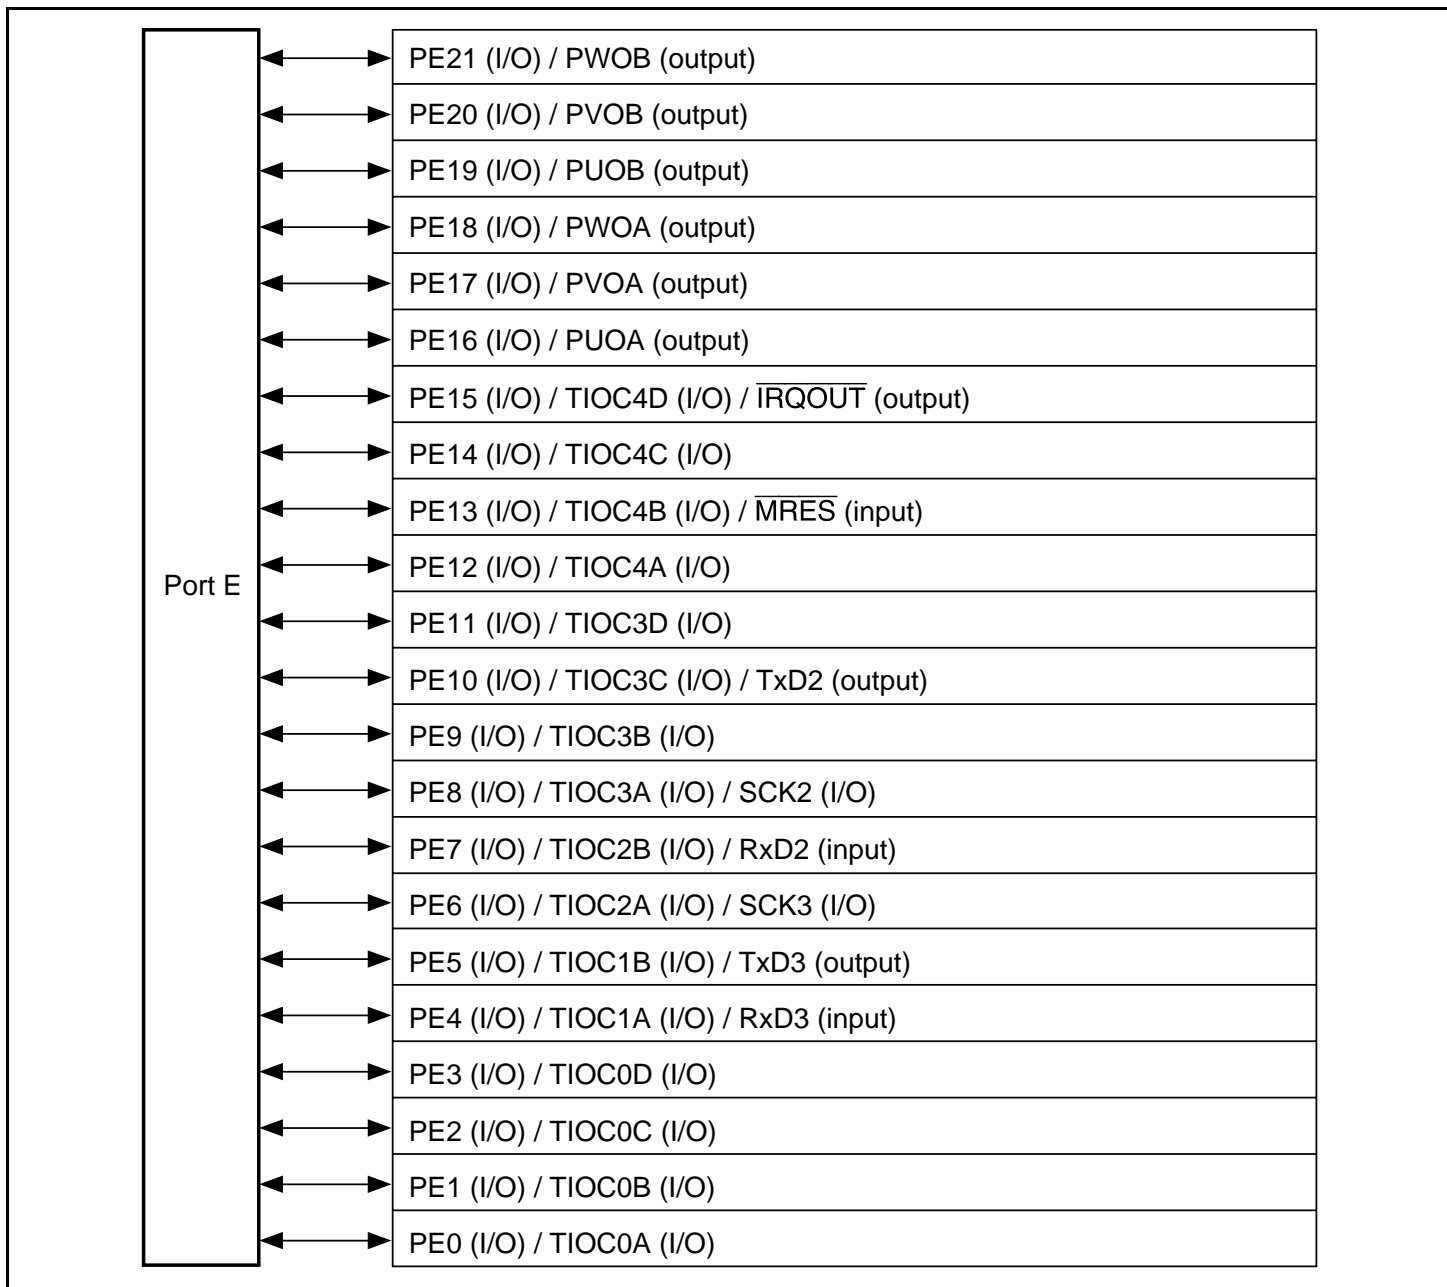 PE21 (I/O) / PWOB (output)
PE20 (I/O) / PVOB (output)
PE19 (I/O) / PUOB (output)
PE18 (I/O) / PWOA (output)
PE17 (I/O) / PVOA (output)
PE16 (I/O) / PUOA (output)
PE15 (I/O) / TIOC4D (I/O) / I̅R̅Q̅O̅U̅T̅ (output)
PE14 (I/O) / TIOC4C (I/O)
PE13 (I/O) / TIOC4B (I/O) / M̅R̅E̅S̅ (input)
PE12 (I/O) / TIOC4A (I/O)
Port E
PE11 (I/O) / TIOC3D (I/O)
PE10 (I/O) / TIOC3C (I/O) / TxD2 (output)
PE9 (I/O) / TIOC3B (I/O)
PE8 (I/O) / TIOC3A (I/O) / SCK2 (I/O)
PE7 (I/O) / TIOC2B (I/O) / RxD2 (input)
PE6 (I/O) / TIOC2A (I/O) / SCK3 (I/O)
PE5 (I/O) / TIOC1B (I/O) / TxD3 (output)
PE4 (I/O) / TIOC1A (I/O) / RxD3 (input)
PE3 (I/O) / TIOC0D (I/O)
PE2 (I/O) / TIOC0C (I/O)
PE1 (I/O) / TIOC0B (I/O)
PE0 (I/O) / TIOC0A (I/O)